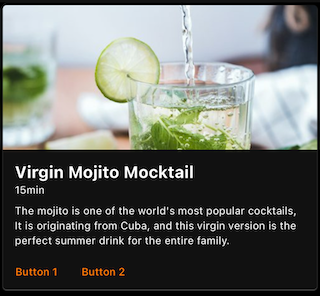 Virgin Mojito Mocktail
15min
The mojito is one of the world's most popular cocktails,
It is originating from Cuba, and this virgin version is the
perfect summer drink for the entire family.
Button 1 Button 2